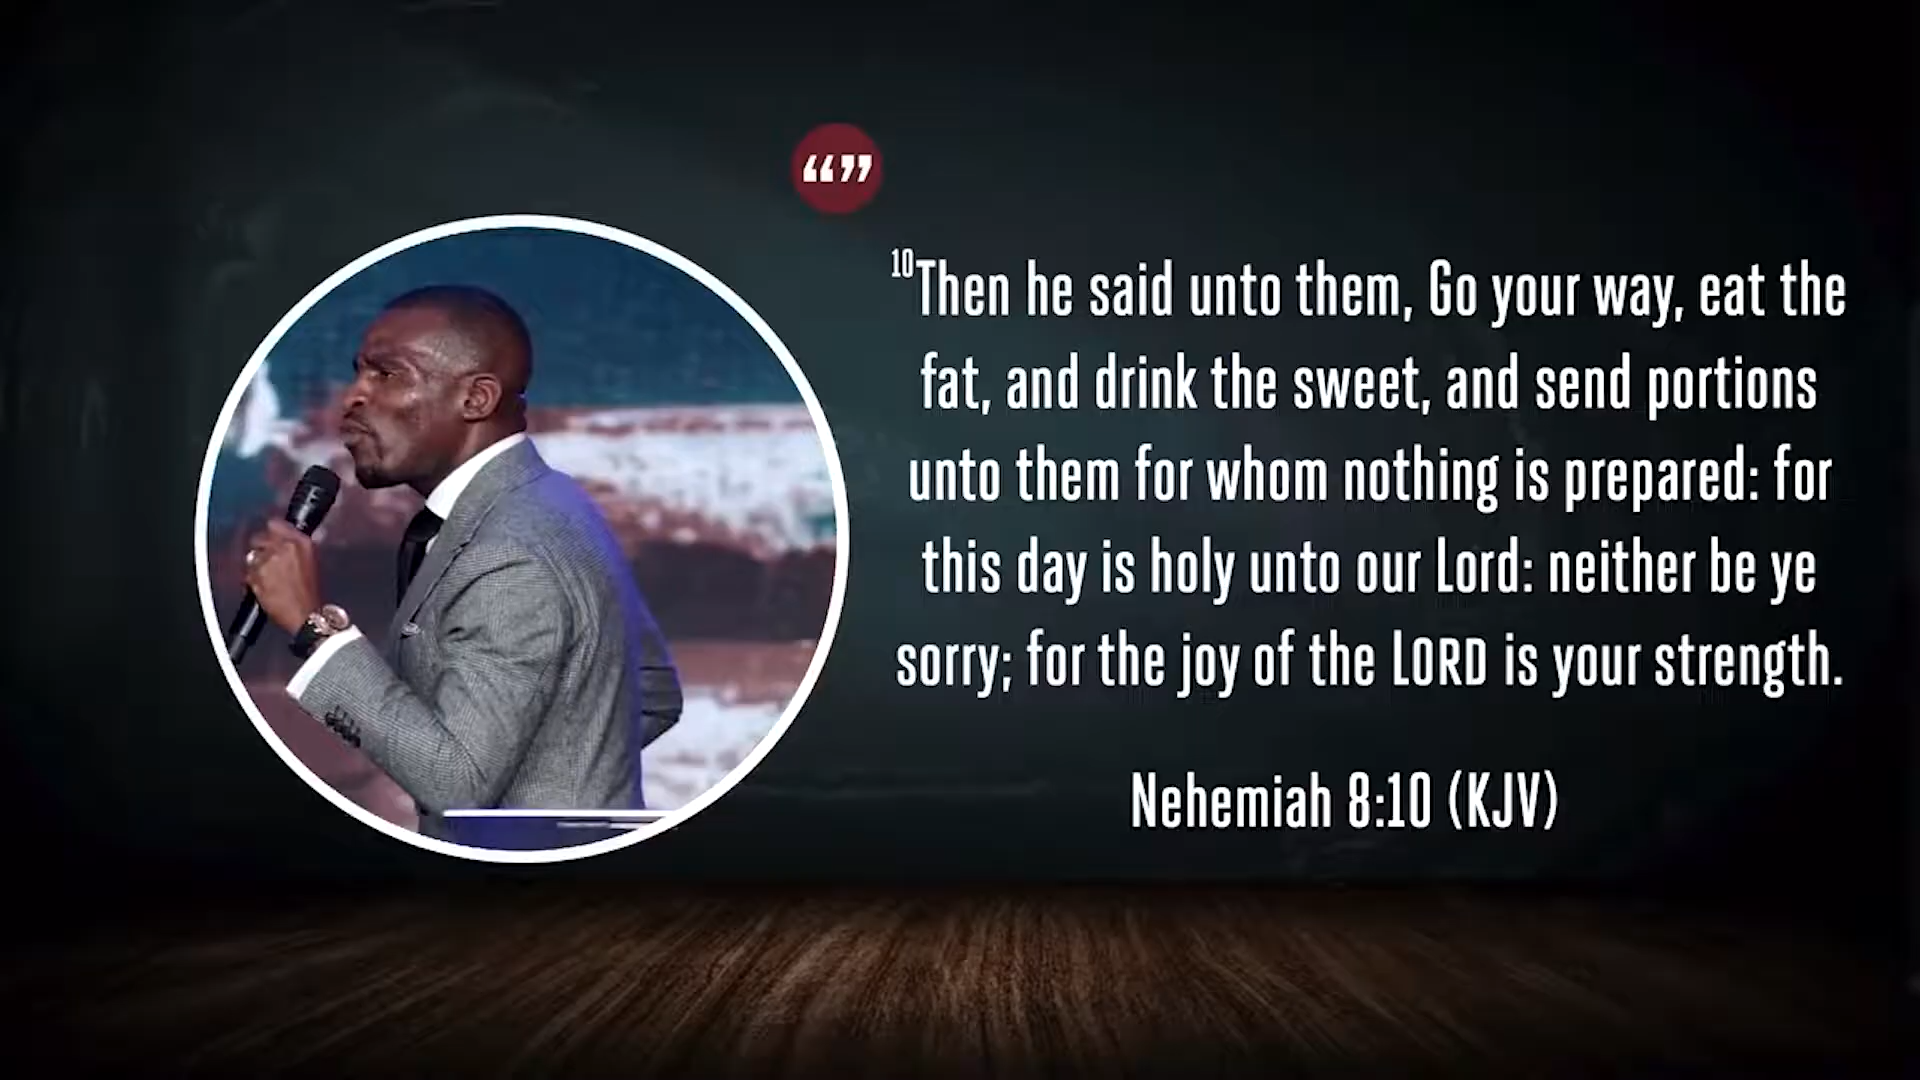 “”
¹⁰Then he said unto them, Go your way, eat the
fat, and drink the sweet, and send portions
unto them for whom nothing is prepared: for
this day is holy unto our Lord: neither be ye
sorry; for the joy of the LORD is your strength.
Nehemiah 8:10 (KJV)